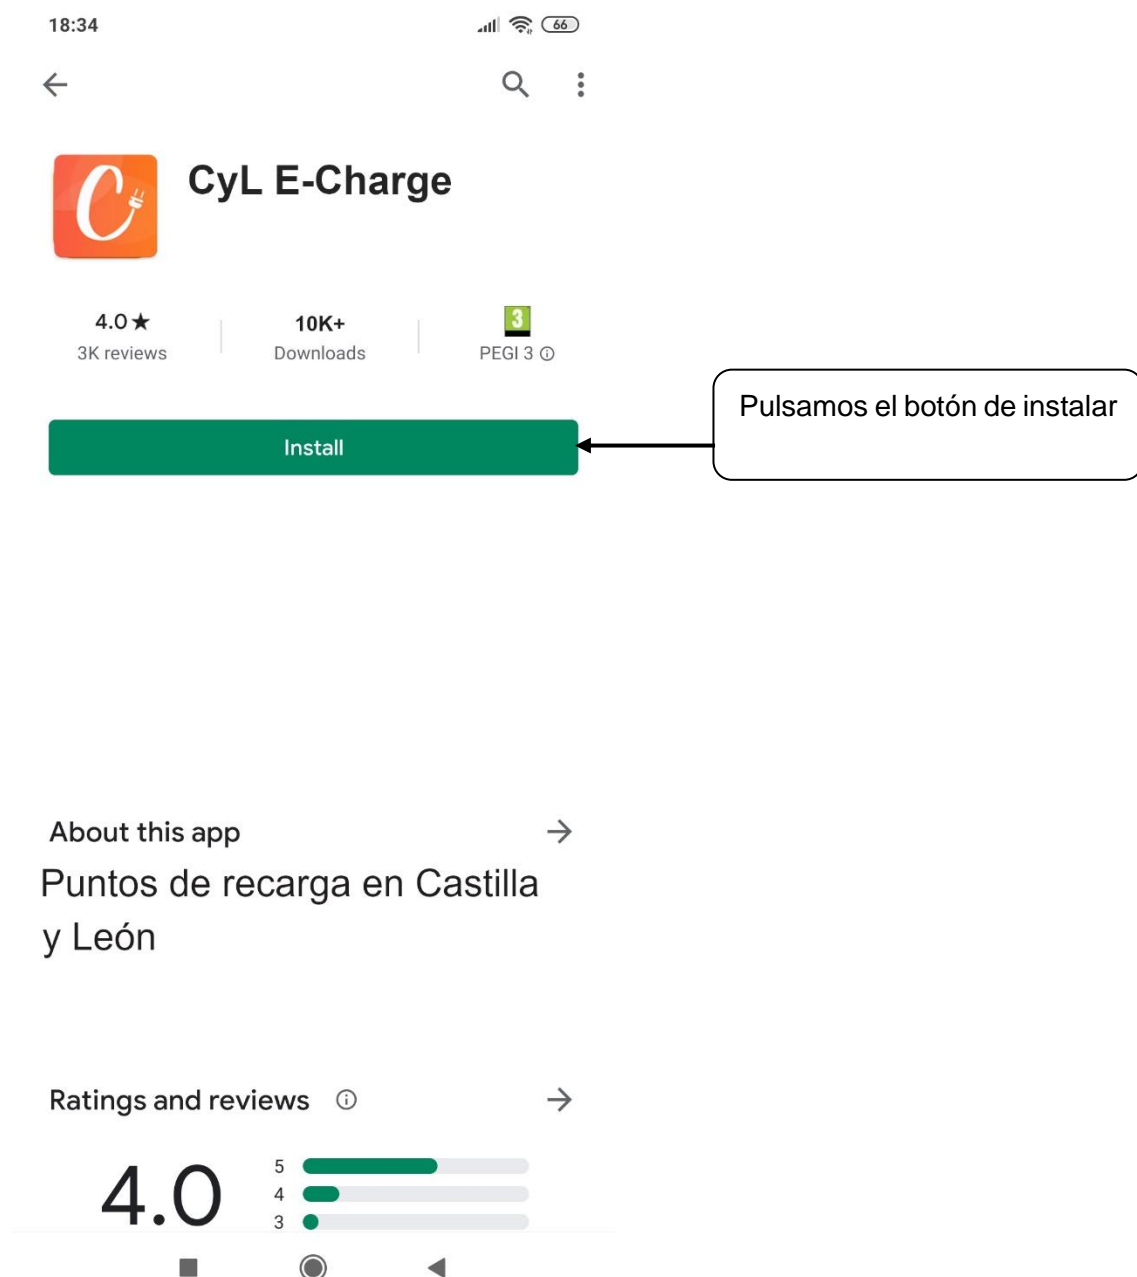 18:34
66
CyL E-Charge
4.0★
3K reviews
10K+
Downloads
3
PEGI 3
Install
Pulsamos el botón de instalar
About this app
Puntos de recarga en Castilla
y León
Ratings and reviews
4.0
5
4
3